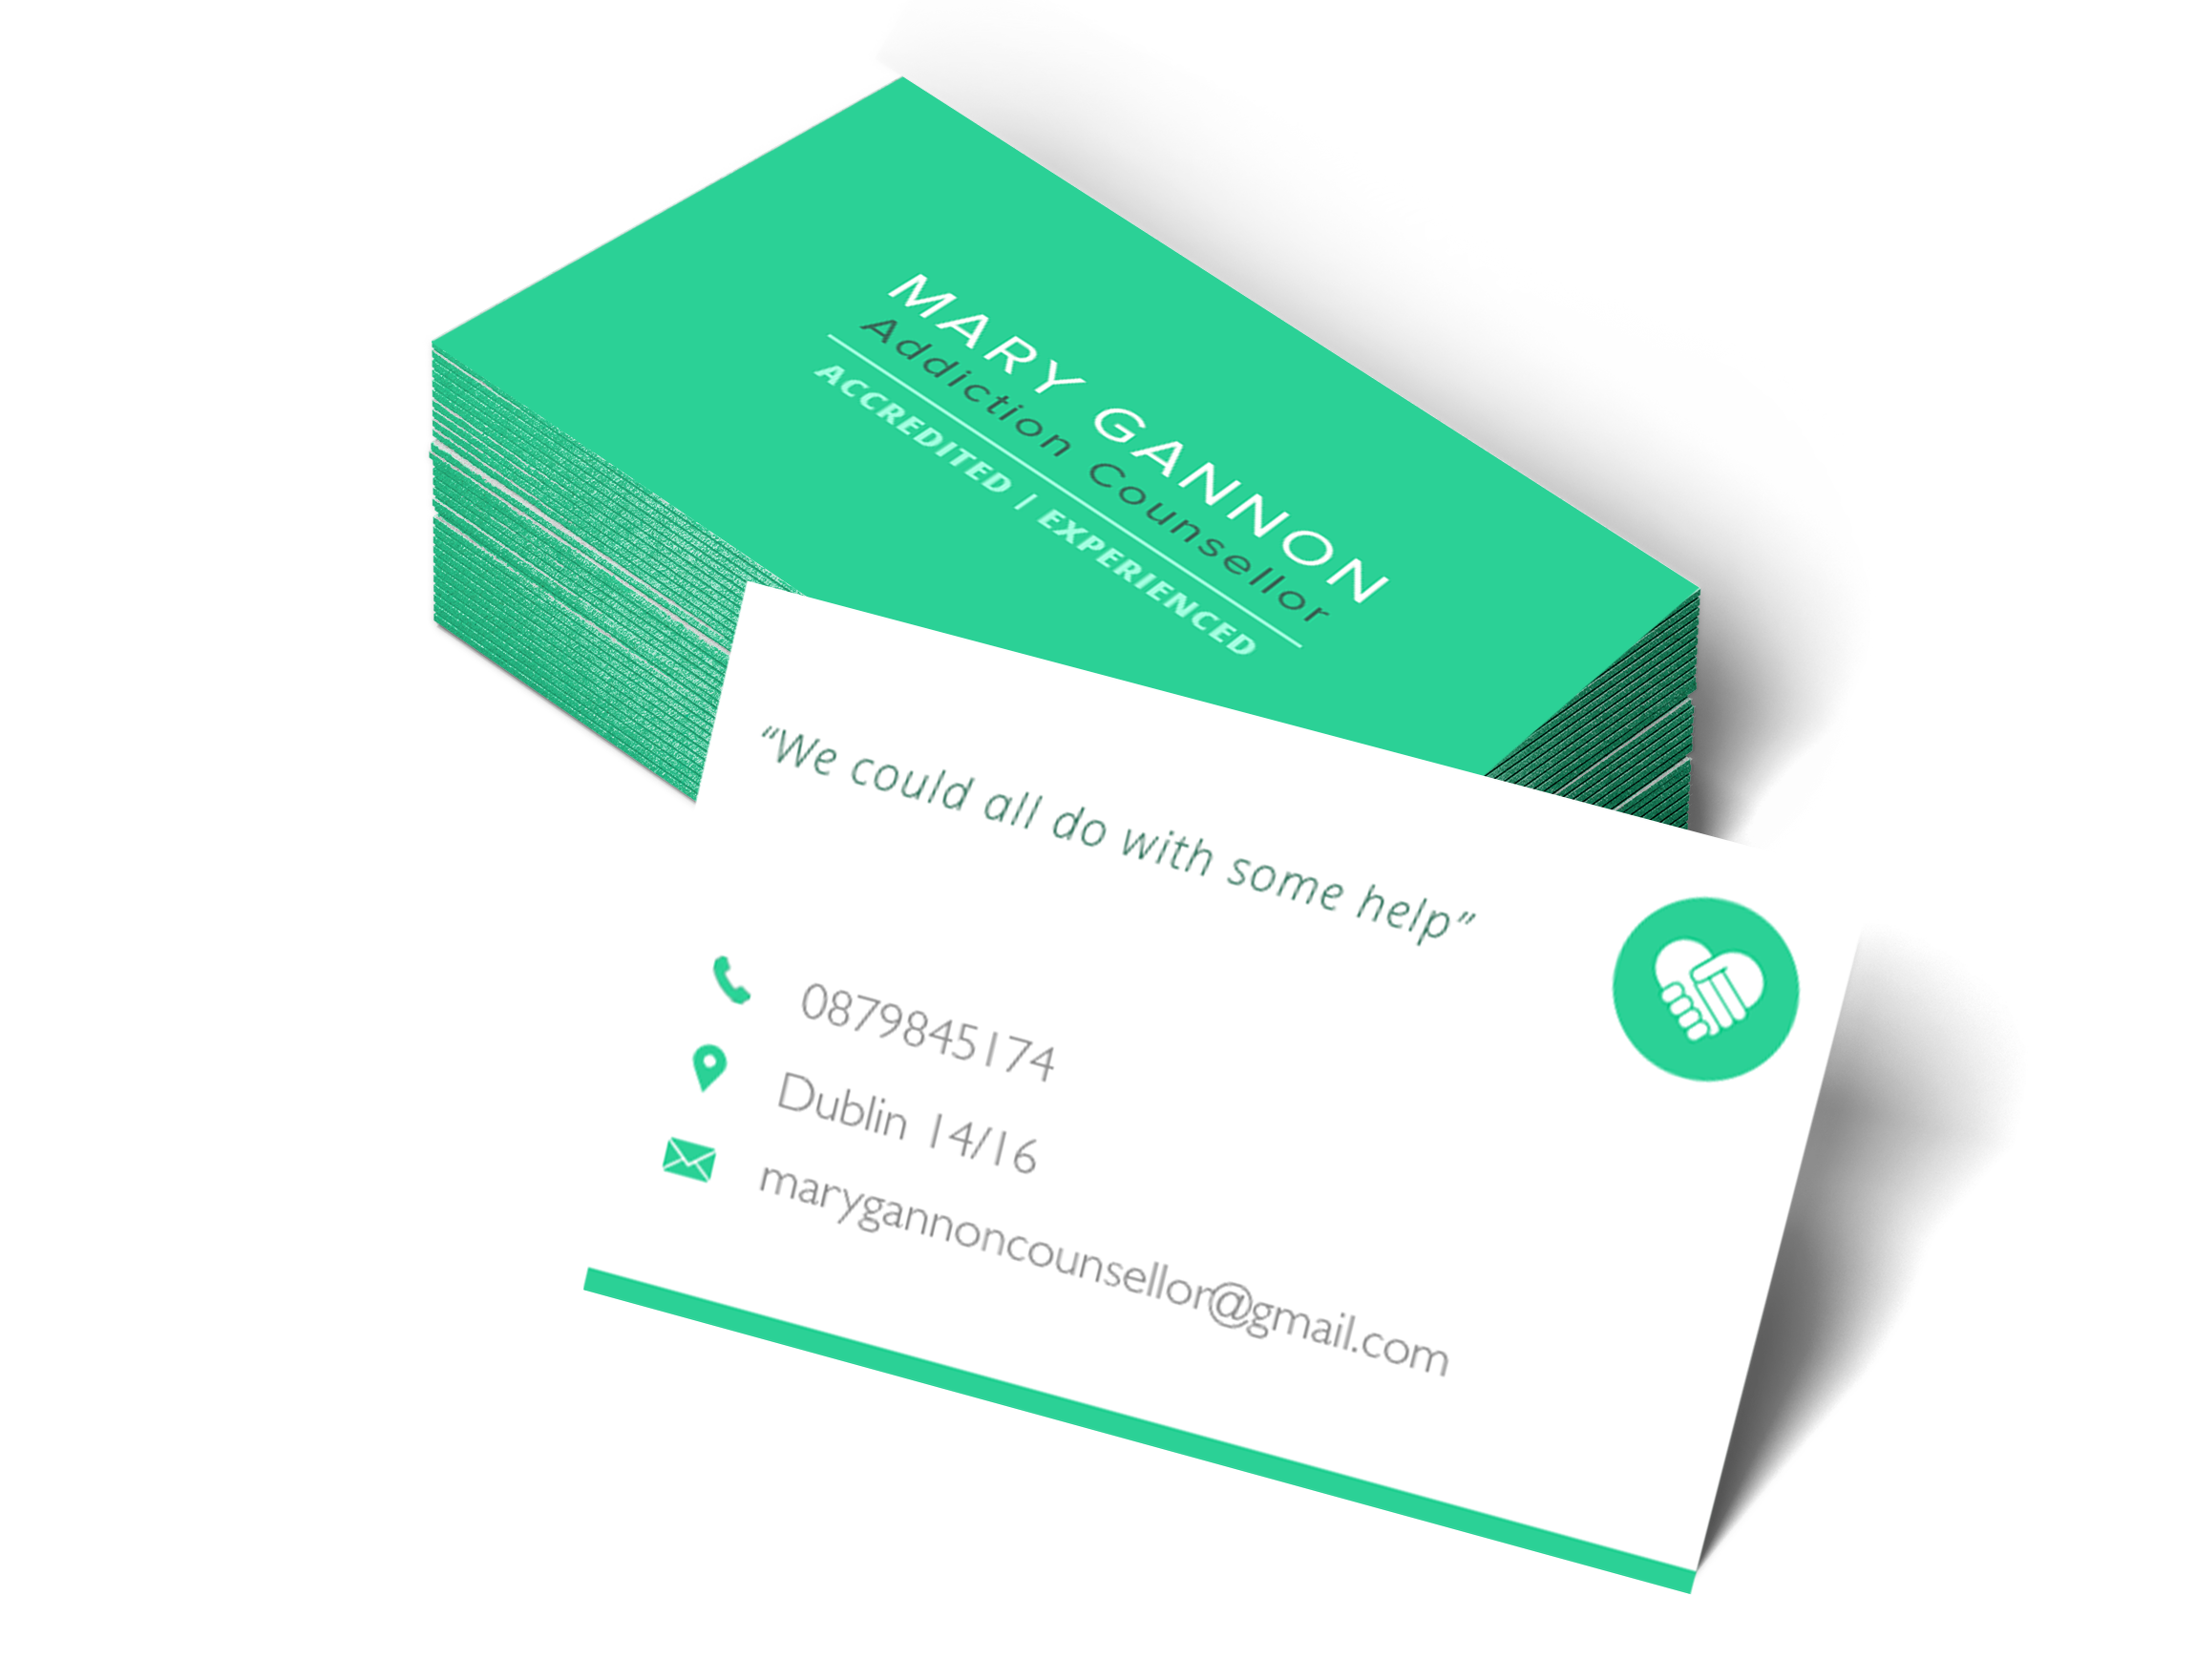 MARY GANNON
Addiction Counsellor
ACCREDITED | EXPERIENCED
“We could all do with some help”
0879845174
Dublin 14/16
marygannoncounsellor@gmail.com